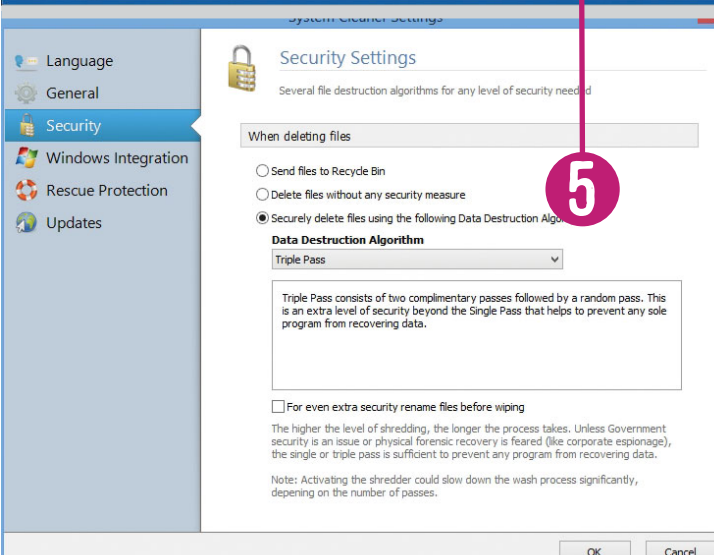 System Cleaner Settings
Language
General
Security
Windows Integration
Rescue Protection
Updates
Security Settings
Several file destruction algorithms for any level of security needed
When deleting files
Send files to Recycle Bin
Delete files without any security measure
Securely delete files using the following Data Destruction
5
Data Destruction Algorithm
Triple Pass
Triple Pass consists of two complimentary passes followed by a random pass. This
is an extra level of security beyond the Single Pass that helps to prevent any sole
program from recovering data.
For even extra security rename files before wiping
The higher the level of shredding, the longer the process takes. Unless Government
security is an issue or physical forensic recovery is feared (like corporate espionage),
the single or triple pass is sufficient to prevent any program from recovering data.
Note: Activating the shredder could slow down the wash process significantly,
depening on the number of passes.
OK
Cancel